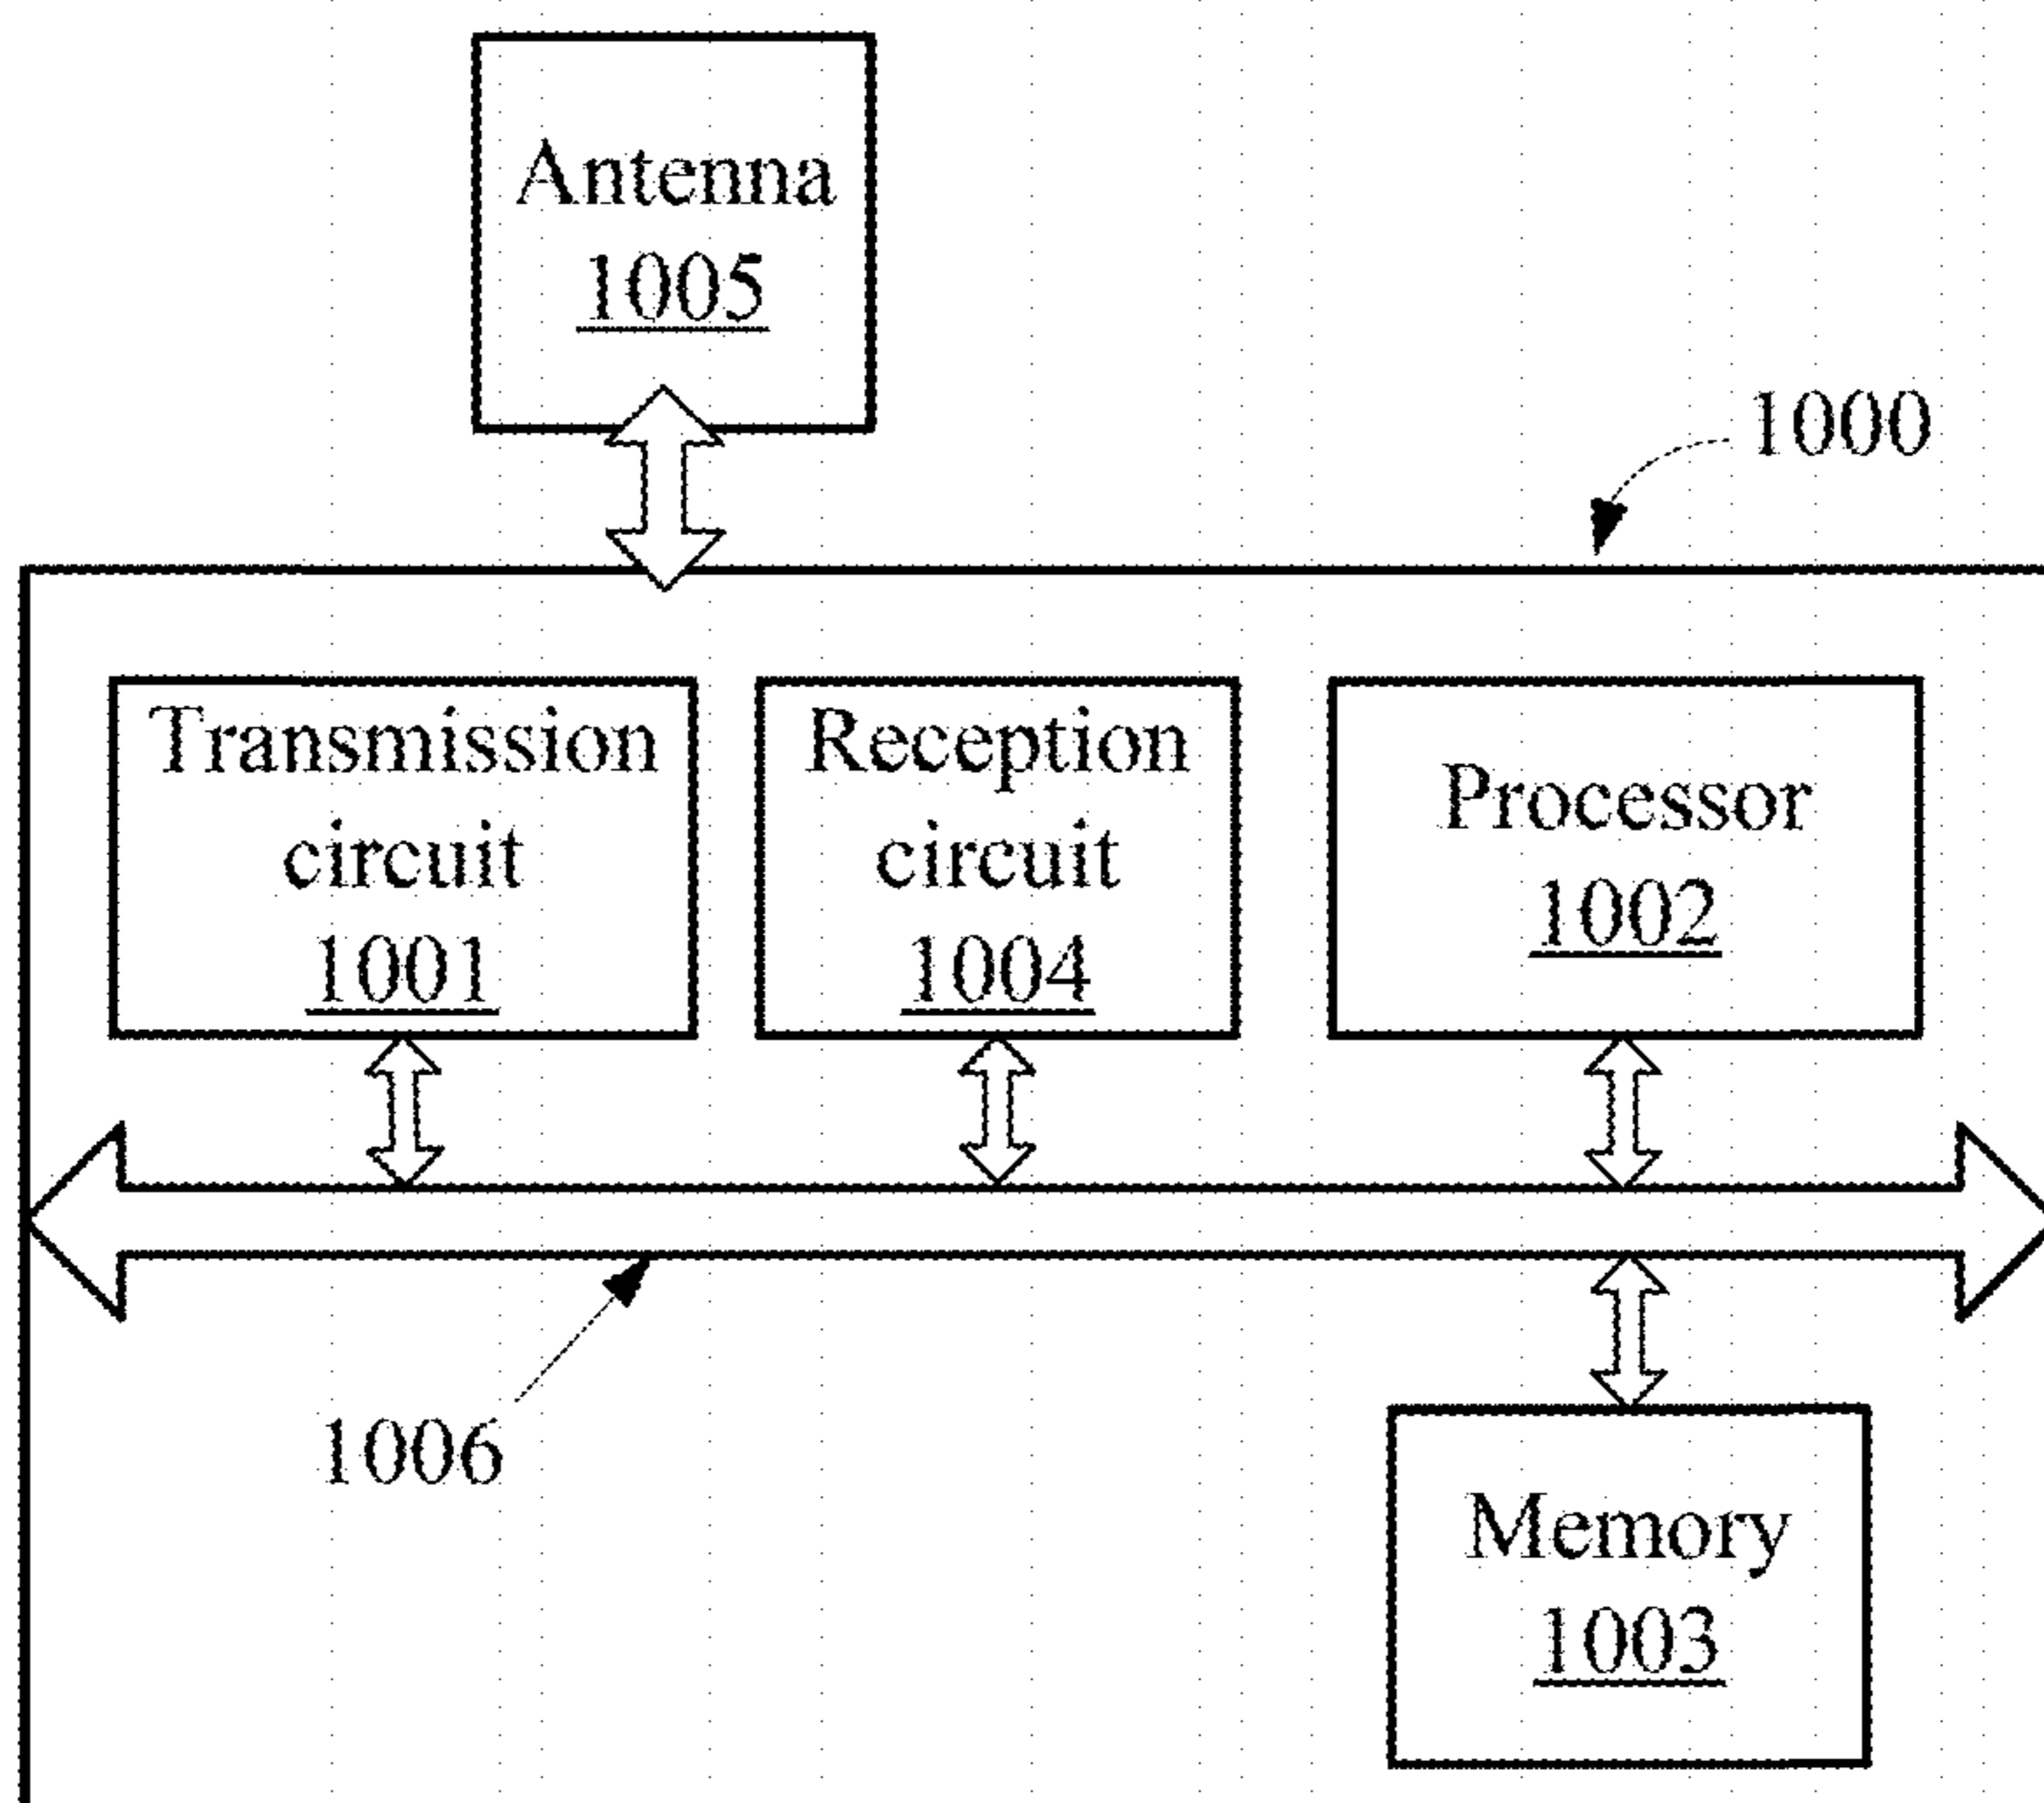 Antenna
1005
1000
Transmission
circuit
1001
Reception
circuit
1004
Processor
1002
1006
Memory
1003